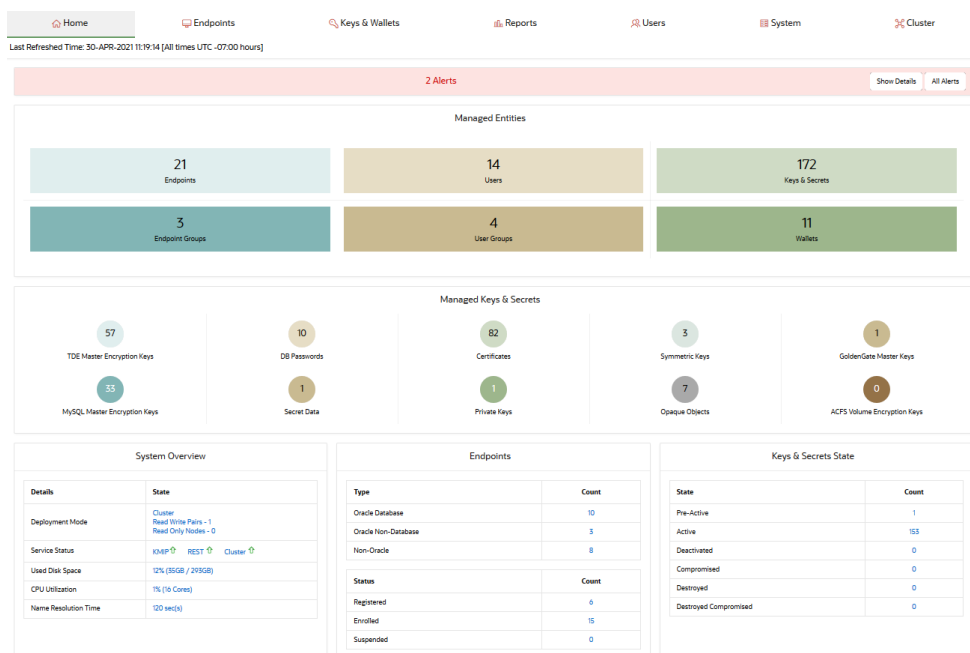 Home Endpoints Keys & Wallets Reports Users System Cluster
Last Refreshed Time: 30-APR-2021 11:19:14 [All times UTC -07:00 hours]
2 Alerts Show Details All Alerts
Managed Entities
21 14 172
Endpoints Users Keys & Secrets
3 4 11
Endpoint Groups User Groups Wallets
Managed Keys & Secrets
57 10 82 3 1
TDE Master Encryption Keys DB Passwords Certificates Symmetric Keys GoldenGate Master Keys
33 1 1 7 0
MySQL Master Encryption Keys Secret Data Private Keys Opaque Objects ACFS Volume Encryption Keys
System Overview
Details State
Deployment Mode Cluster
Read Write Pairs - 1
Read Only Nodes - 0
Service Status KMIP REST Cluster
Used Disk Space 12% (35GB / 293GB)
CPU Utilization 1% (16 Cores)
Name Resolution Time 120 sec(s)
Endpoints
Type Count
Oracle Database 10
Oracle Non-Database 3
Non-Oracle 8
Status Count
Registered 6
Enrolled 15
Suspended 0
Keys & Secrets State
State Count
Pre-Active 1
Active 153
Deactivated 0
Compromised 0
Destroyed 0
Destroyed Compromised 0